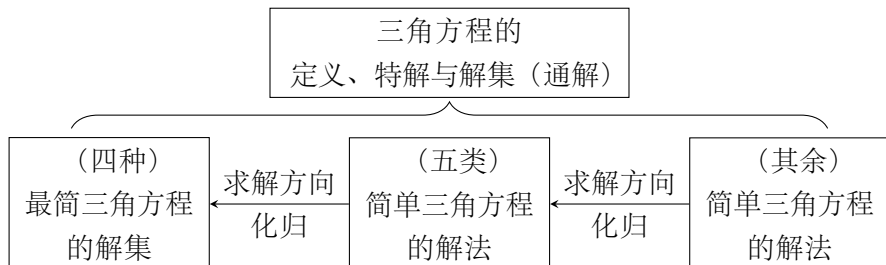 三角方程的
定义、特解与解集（通解）
（四种）
最简三角方程
的解集
求解方向
化归
（五类）
简单三角方程
的解法
求解方向
化归
（其余）
简单三角方程
的解法